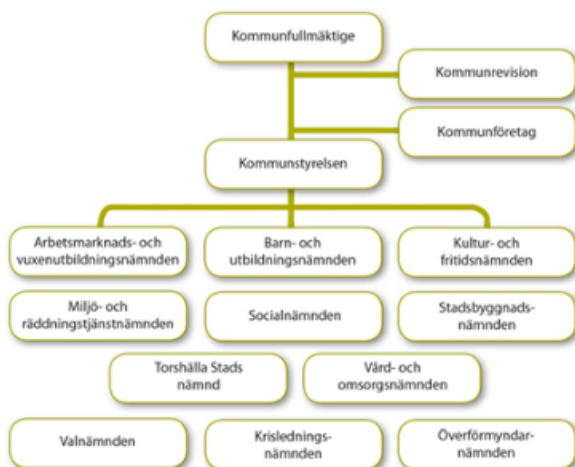 Kommunfullmäktige
Kommunrevision
Kommunföretag
Kommunstyrelsen
Arbetsmarknads- och
vuxenutbildningsnämnden
Barn- och
utbildningsnämnden
Kultur- och
fritidsnämnden
Miljö- och
räddningstjänstnämnden
Socialnämnden
Stadsbyggnads-
nämnden
Torshälla Stads
nämnd
Vård- och
omsorgsnämnden
Valnämnden
Krislednings-
nämnden
Överförmyndar-
nämnden